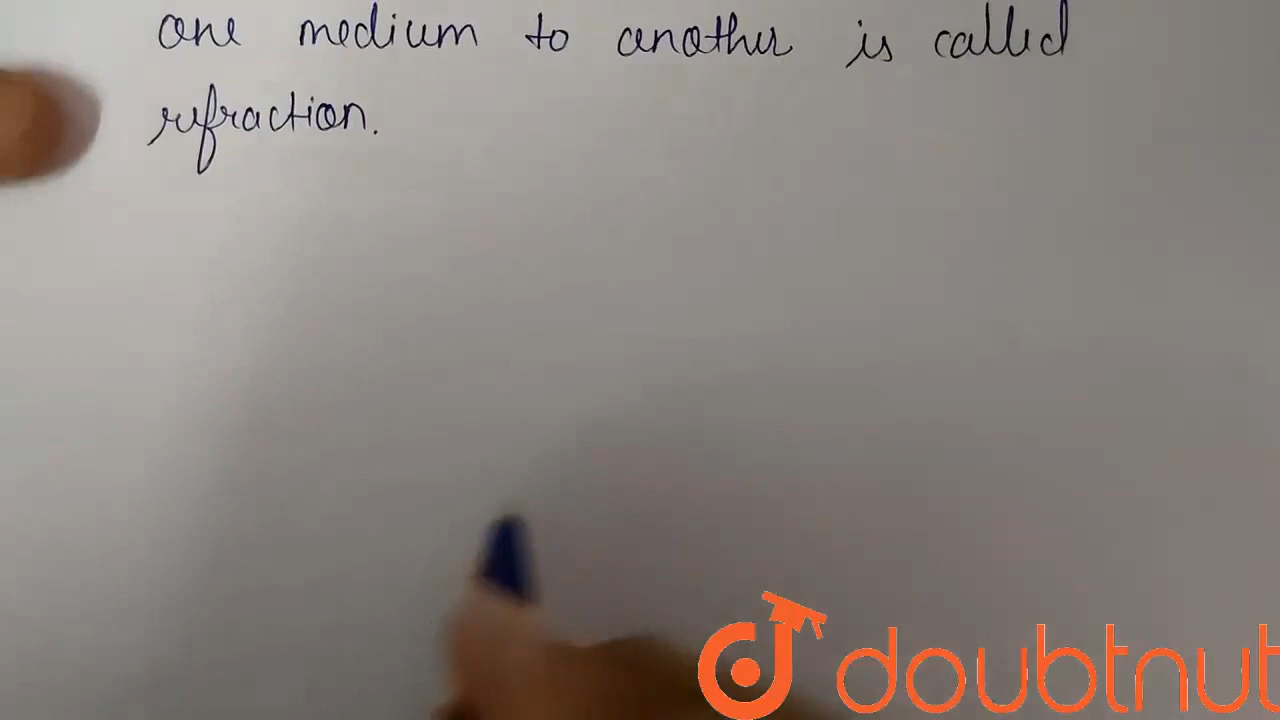 one medium to another is called
refraction.
doubtnut